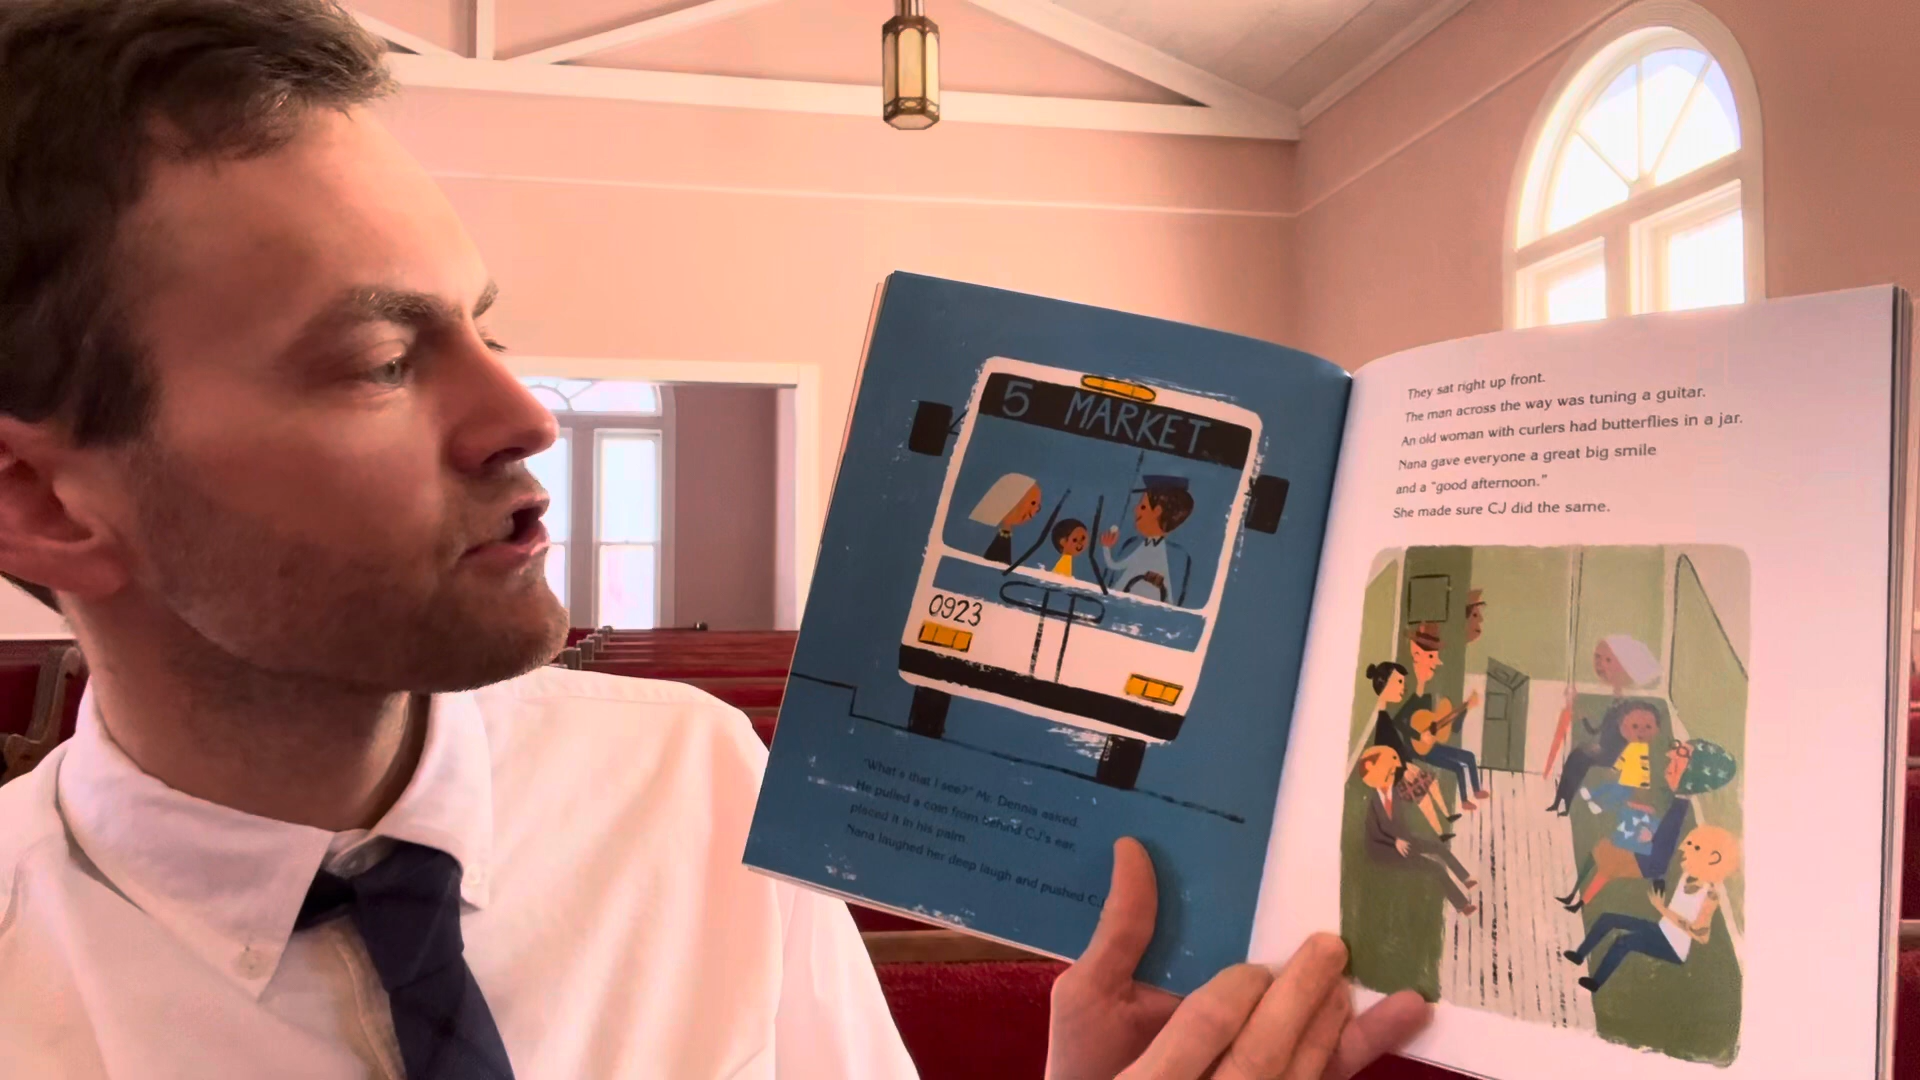 5 MARKET
0923
"What's that I see?" Mr. Dennis asked.
He pulled a coin from behind CJ's ear,
placed it in his palm.
Nana laughed her deep laugh and pushed CJ
They sat right up front.
The man across the way was tuning a guitar.
An old woman with curlers had butterflies in a jar.
Nana gave everyone a great big smile
and a "good afternoon."
She made sure CJ did the same.